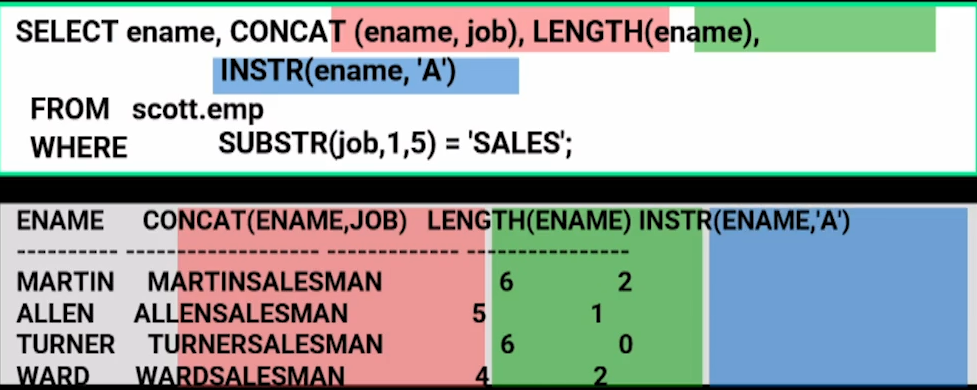 SELECT ename, CONCAT (ename, job), LENGTH(ename),
INSTR(ename, 'A')
FROM scott.emp
WHERE SUBSTR(job,1,5) = 'SALES';
ENAME CONCAT(ENAME,JOB) LENGTH(ENAME) INSTR(ENAME,'A')
---------- ------------------- ------------- ----------------
MARTIN MARTINSALESMAN 6 2
ALLEN ALLENSALESMAN 5 1
TURNER TURNERSALESMAN 6 0
WARD WARDSALESMAN 4 2